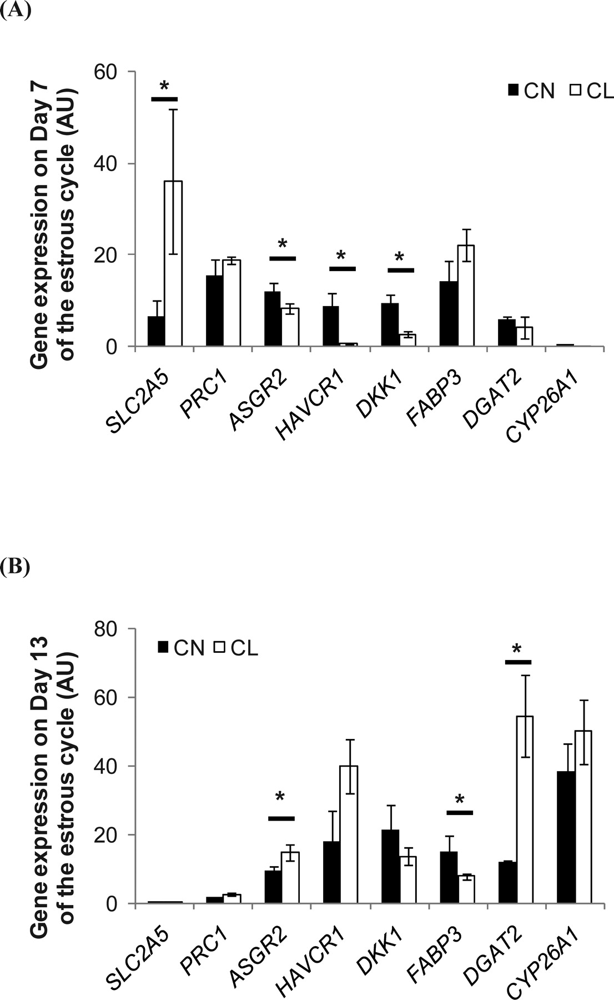 (A)
Gene expression on Day 7
of the estrous cycle (AU)
60
40
20
0
CN CL
*
*
*
*
SLC2A5 PRC1 ASGR2 HAVCR1 DKK1 FABP3 DGAT2 CYP26A1
(B)
Gene expression on Day 13
of the estrous cycle (AU)
80
60
40
20
0
CN CL
*
*
*
SLC2A5 PRC1 ASGR2 HAVCR1 DKK1 FABP3 DGAT2 CYP26A1